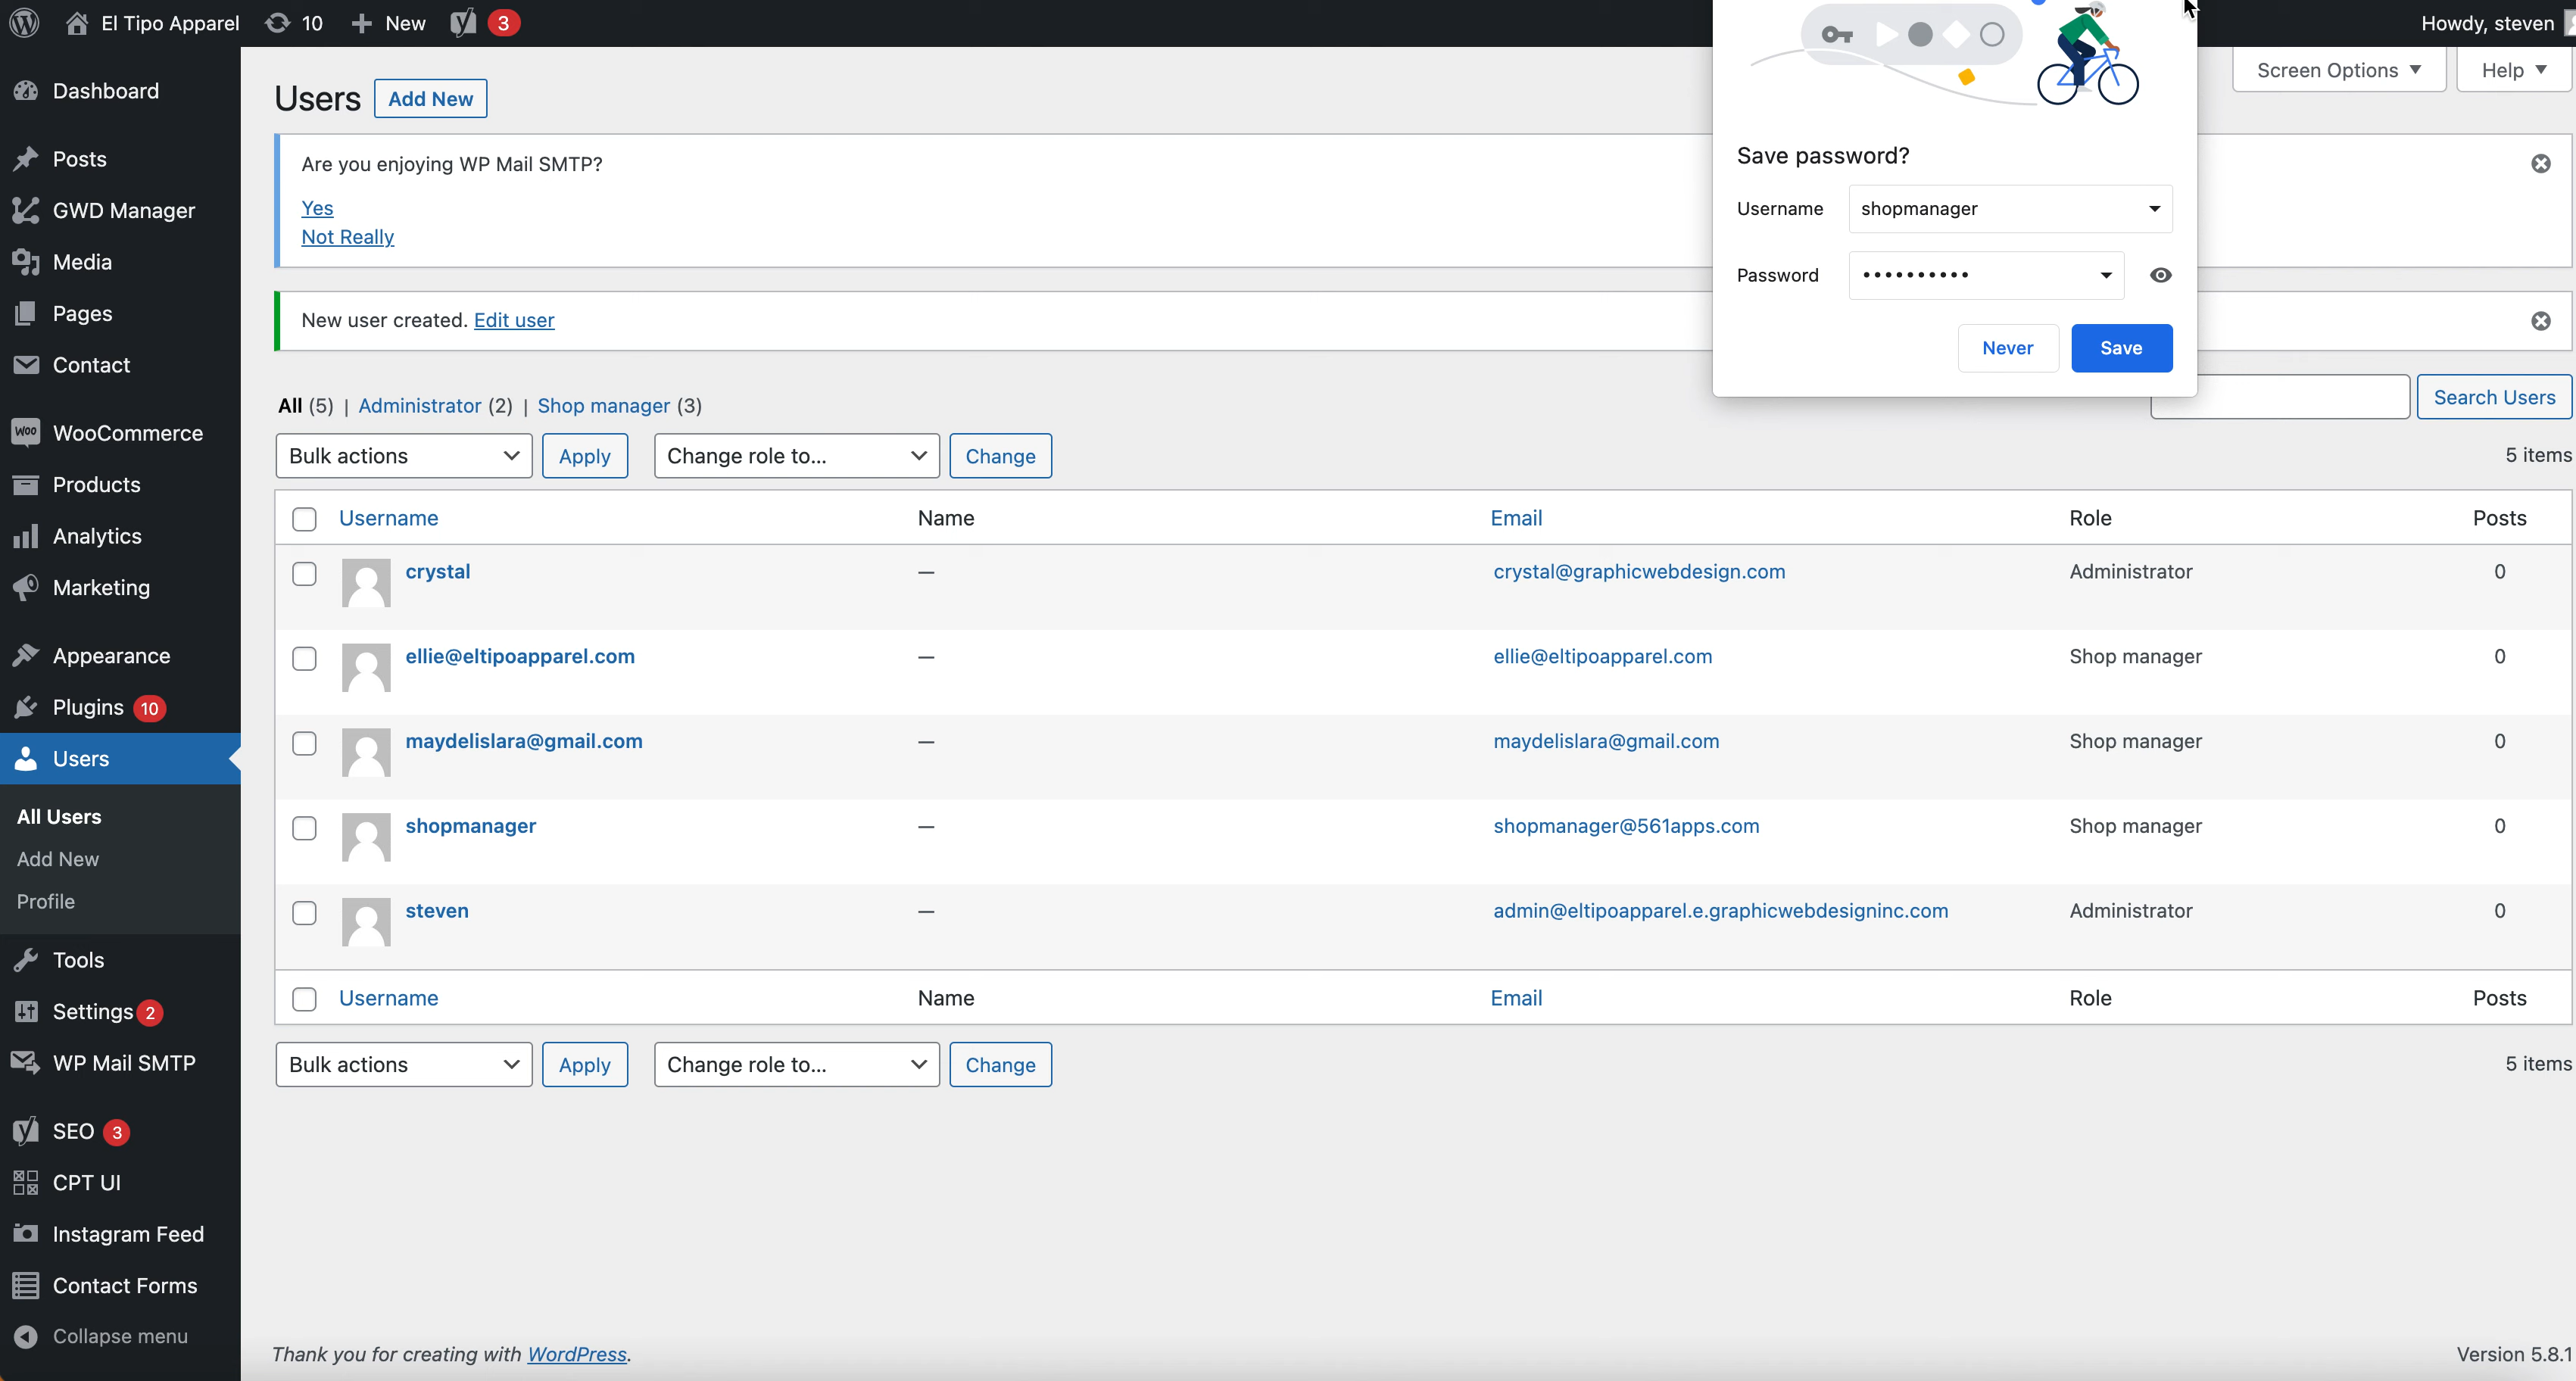 El Tipo Apparel 10 New 3 Howdy, steven
Dashboard
Posts
GWD Manager
Media
Pages
Contact
WooCommerce
Products
Analytics
Marketing
Appearance
Plugins 10
Users
All Users
Add New
Profile
Tools
Settings 2
WP Mail SMTP
SEO 3
CPT UI
Instagram Feed
Contact Forms
Collapse menu
Screen Options Help
Users Add New
Are you enjoying WP Mail SMTP?
Yes
Not Really
New user created. Edit user
Save password?
Username shopmanager
Password ••••••••••
Never Save
All (5) | Administrator (2) | Shop manager (3)
Search Users
Bulk actions Apply Change role to... Change 5 items
Username Name Email Role Posts
crystal — crystal@graphicwebdesign.com Administrator 0
ellie@eltipoapparel.com — ellie@eltipoapparel.com Shop manager 0
maydelislara@gmail.com — maydelislara@gmail.com Shop manager 0
shopmanager — shopmanager@561apps.com Shop manager 0
steven — admin@eltipoapparel.e.graphicwebdesigninc.com Administrator 0
Username Name Email Role Posts
Bulk actions Apply Change role to... Change 5 items
Thank you for creating with WordPress. Version 5.8.1